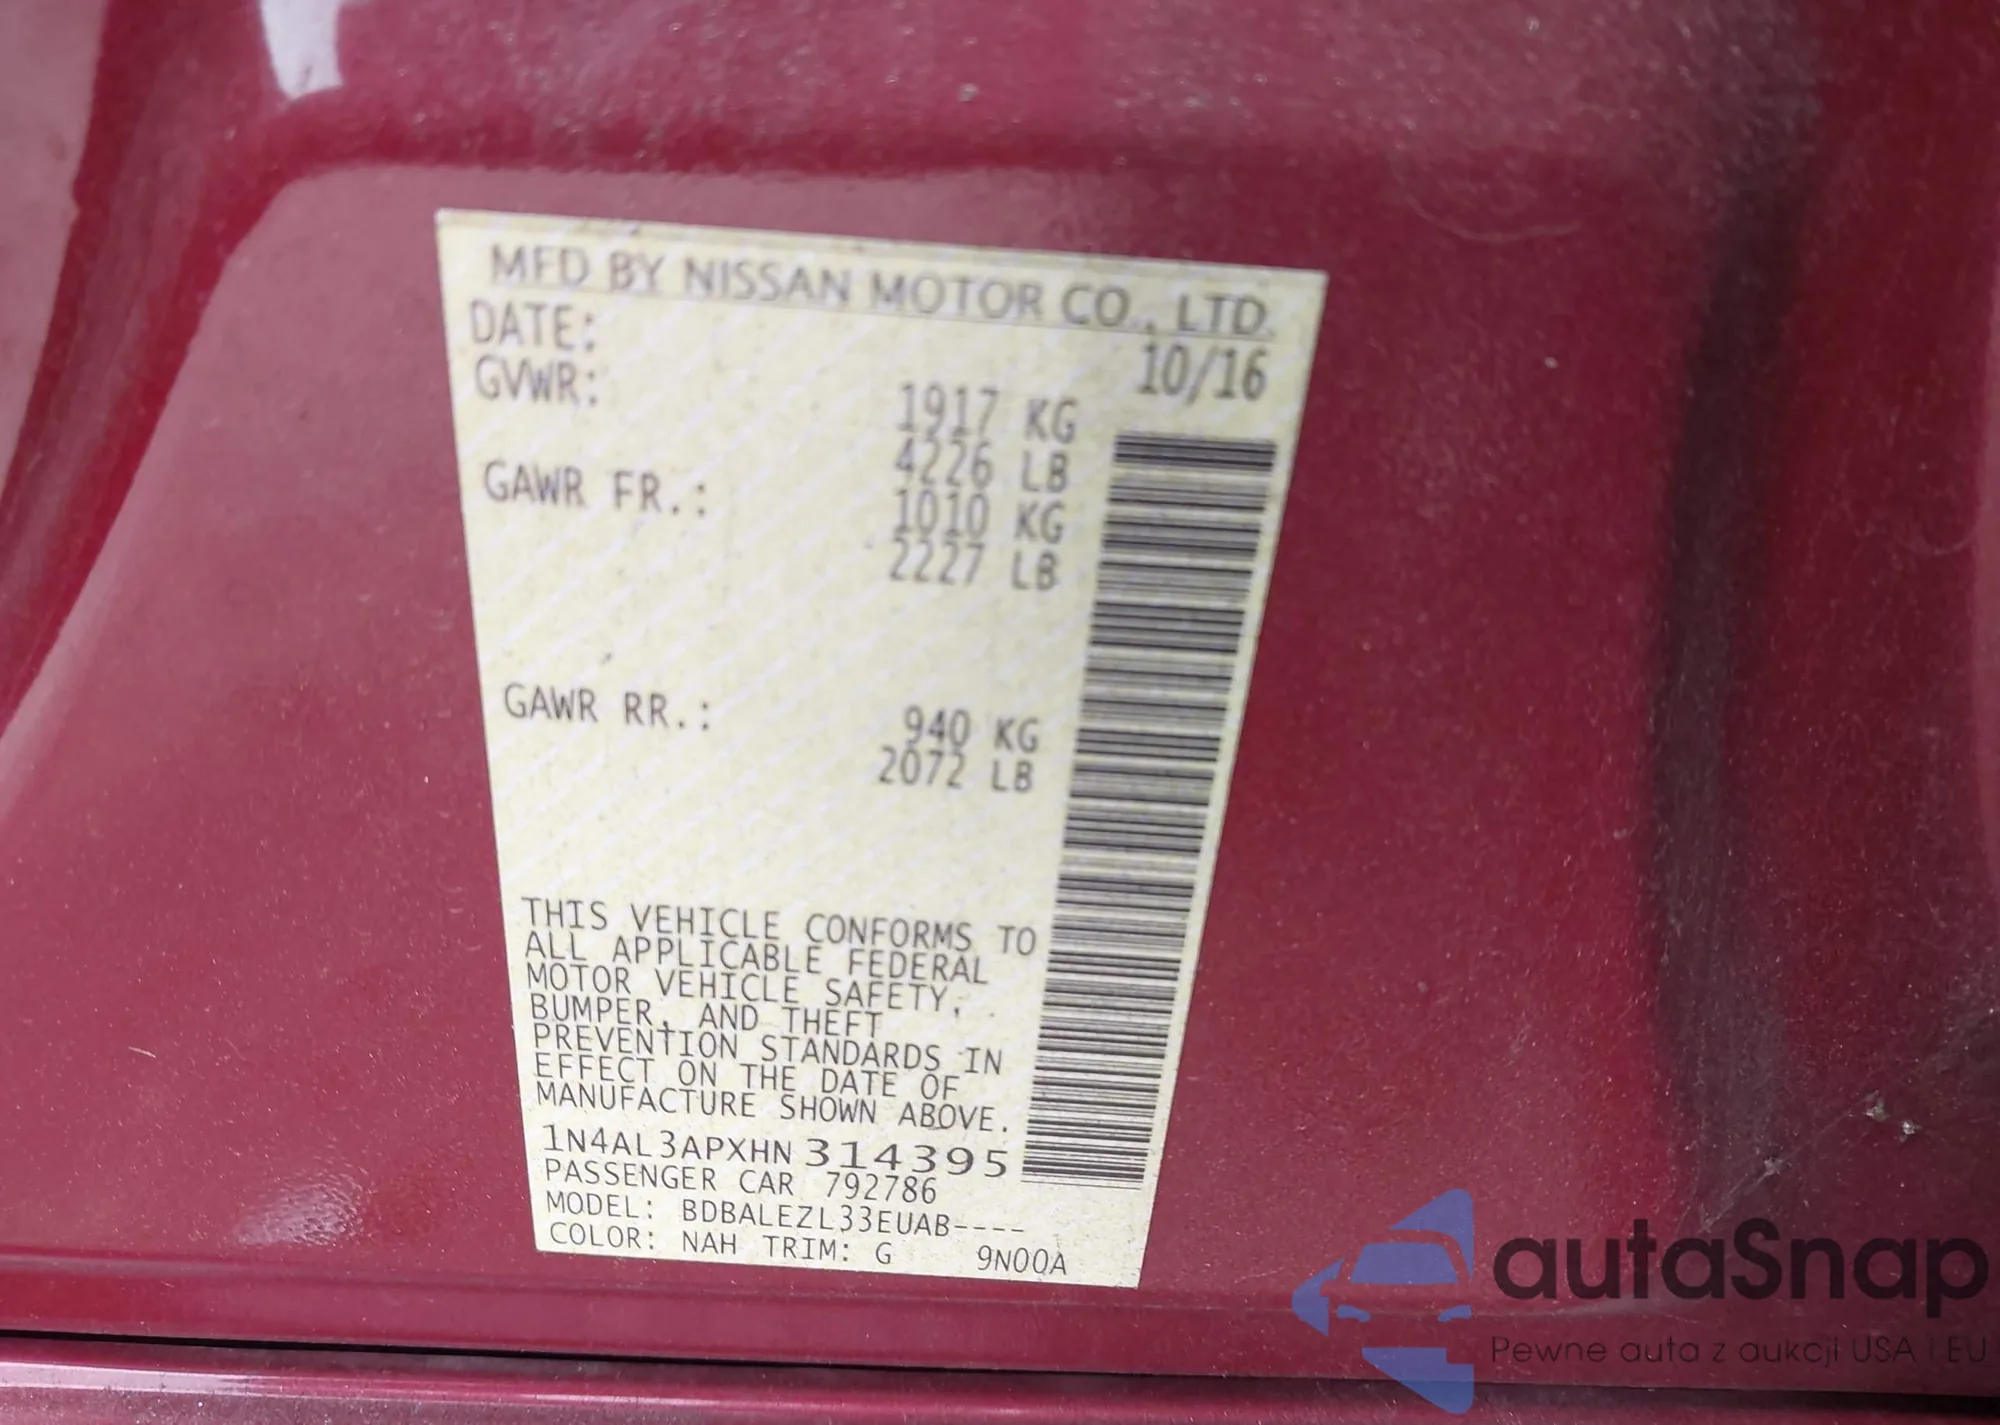 MFD BY NISSAN MOTOR CO., LTD.
DATE: 10/16
GVWR: 1917 KG
4226 LB
GAWR FR.: 1010 KG
2227 LB
GAWR RR.: 940 KG
2072 LB
THIS VEHICLE CONFORMS TO
ALL APPLICABLE FEDERAL
MOTOR VEHICLE SAFETY,
BUMPER, AND THEFT
PREVENTION STANDARDS IN
EFFECT ON THE DATE OF
MANUFACTURE SHOWN ABOVE.
1N4AL3APXHN314395
PASSENGER CAR 792786
MODEL: BDBALEZL33EUAB----
COLOR: NAH TRIM: G 9N00A
autaSnap
Pewne auta z aukcji USA i EU